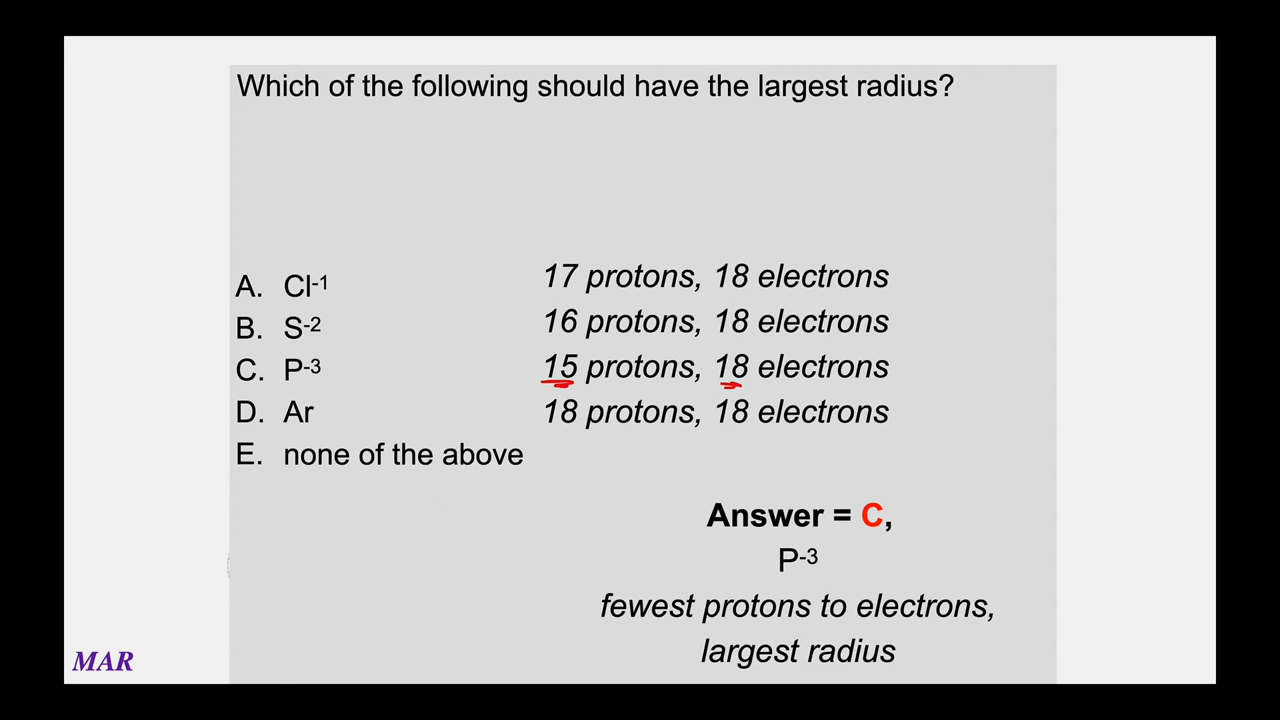 Which of the following should have the largest radius?
A. Cl-1 17 protons, 18 electrons
B. S-2 16 protons, 18 electrons
C. P-3 15 protons, 18 electrons
D. Ar 18 protons, 18 electrons
E. none of the above
Answer = C,
P-3
fewest protons to electrons,
largest radius
MAR